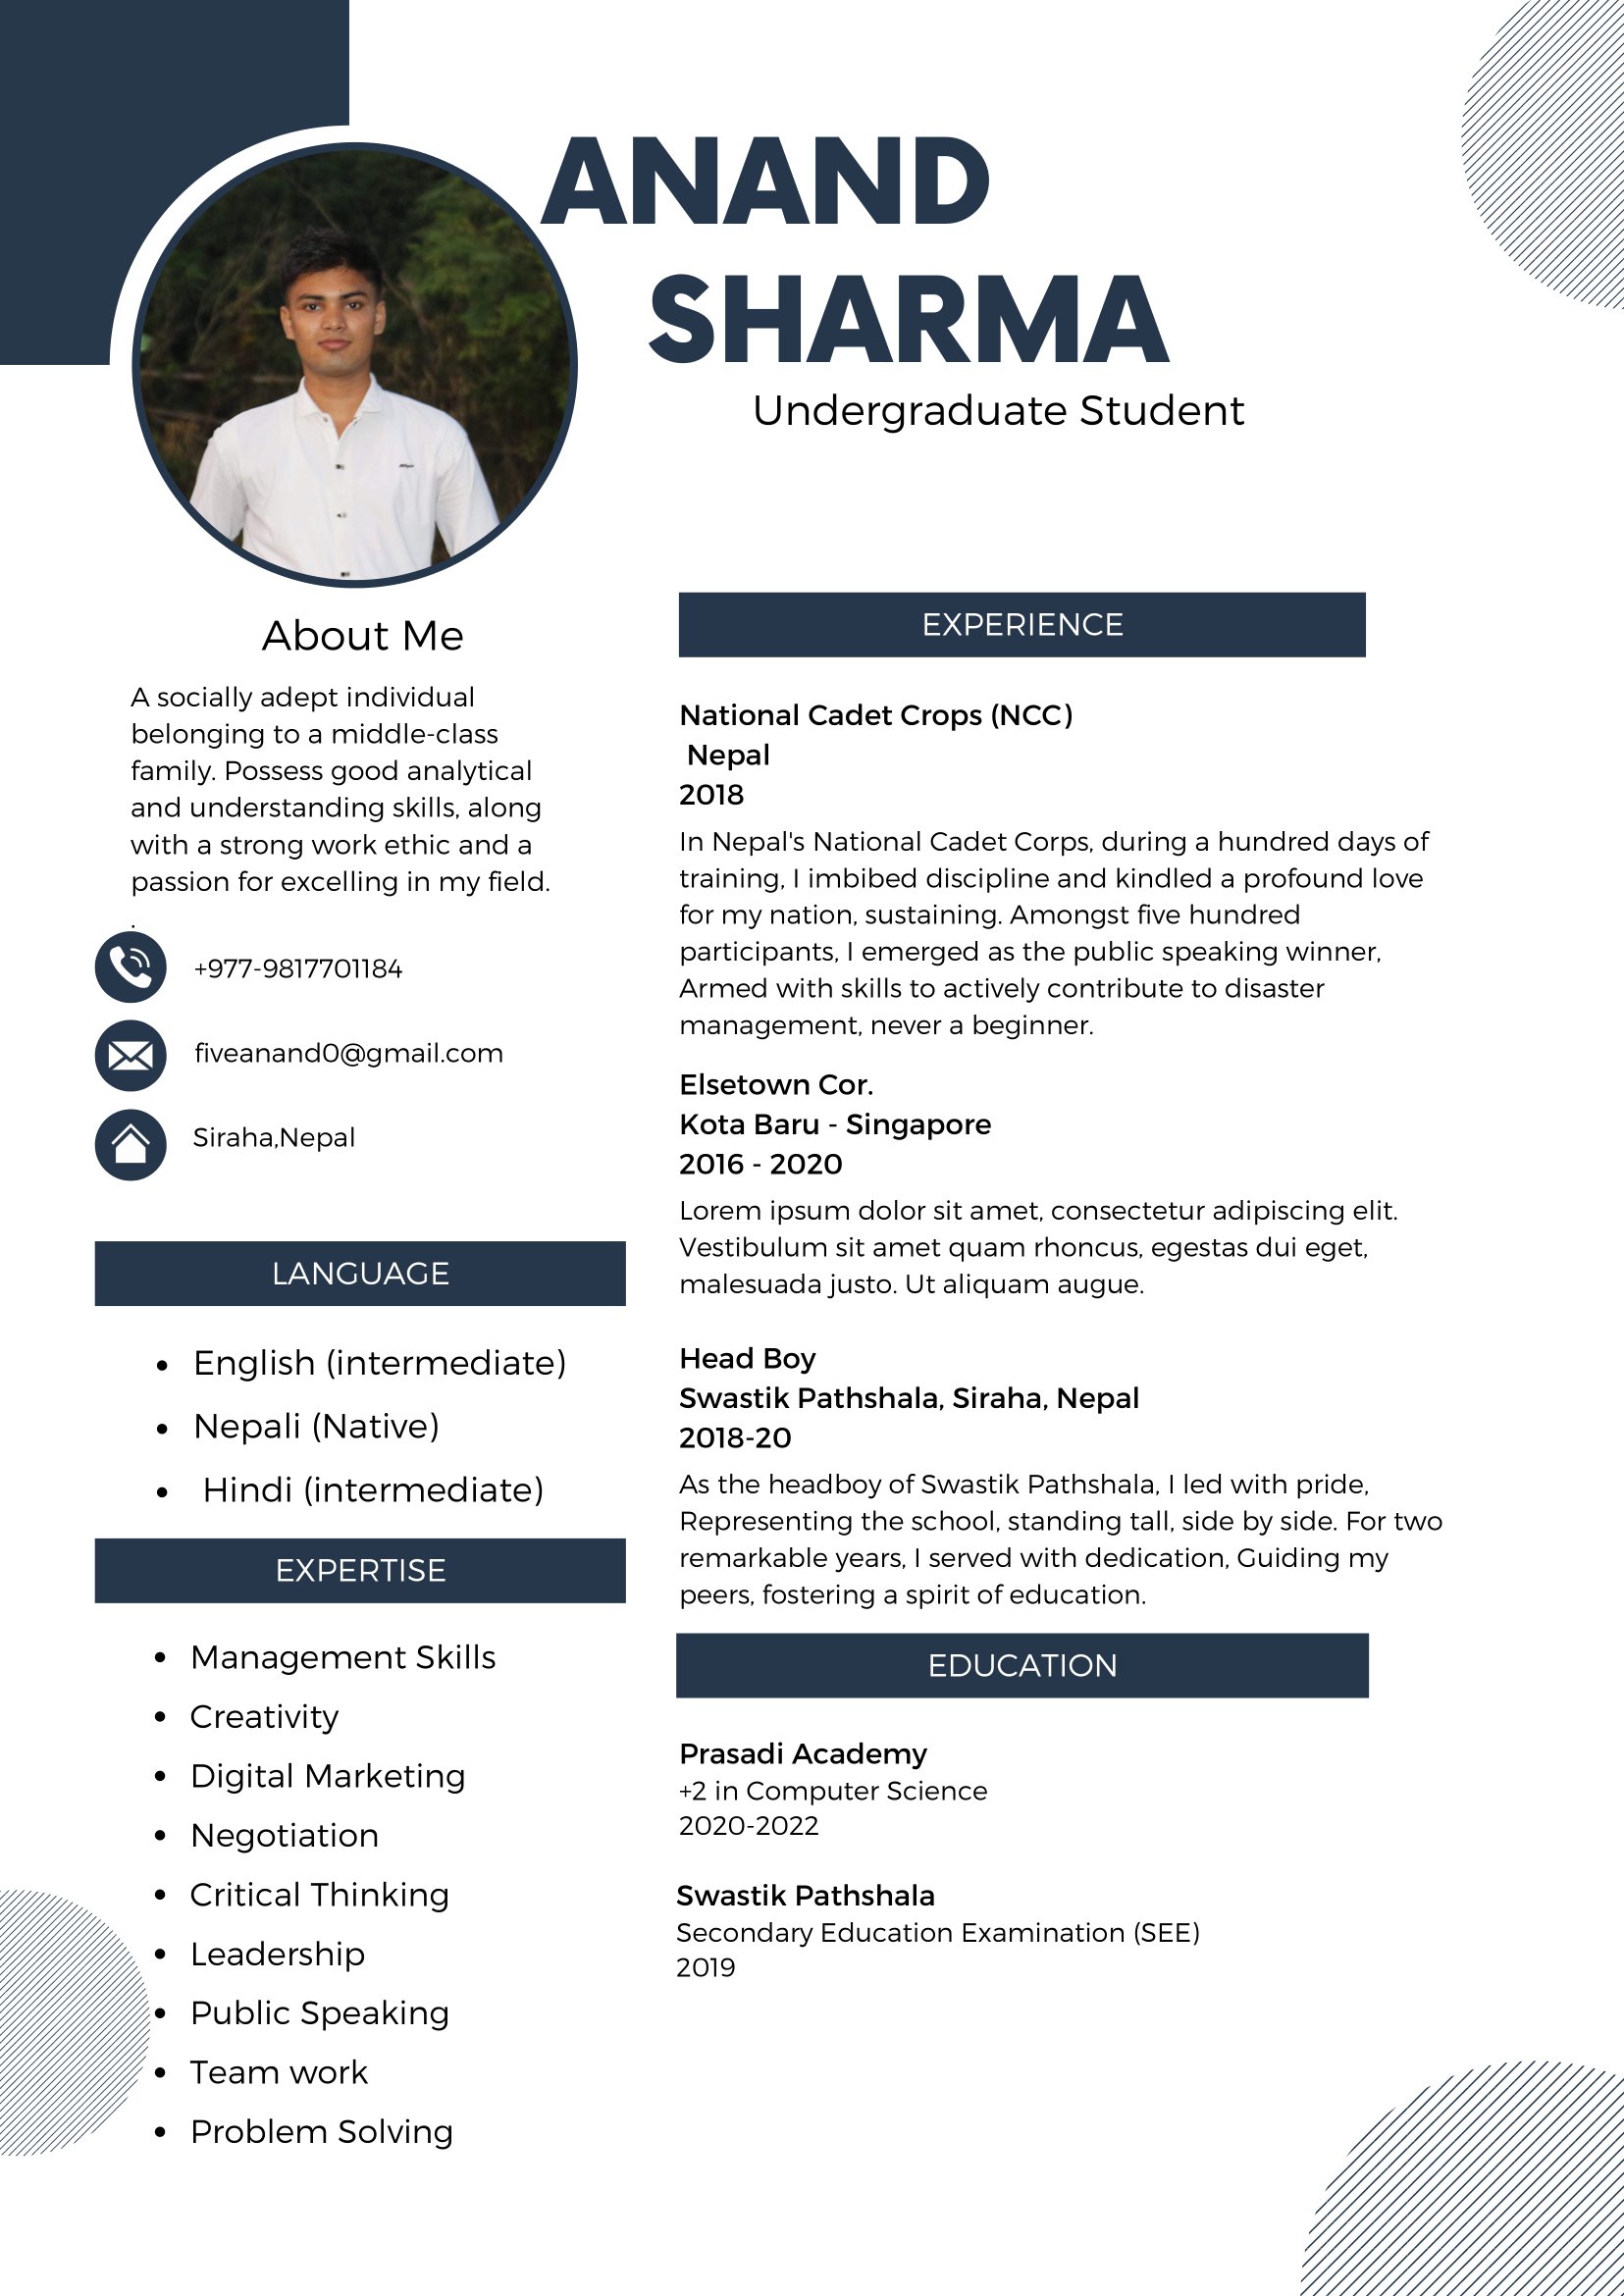 ANAND
SHARMA
Undergraduate Student
About Me
A socially adept individual
belonging to a middle-class
family. Possess good analytical
and understanding skills, along
with a strong work ethic and a
passion for excelling in my field.
.
+977-9817701184
fiveanand0@gmail.com
Siraha,Nepal
LANGUAGE
• English (intermediate)
• Nepali (Native)
• Hindi (intermediate)
EXPERTISE
• Management Skills
• Creativity
• Digital Marketing
• Negotiation
• Critical Thinking
• Leadership
• Public Speaking
• Team work
• Problem Solving
EXPERIENCE
National Cadet Crops (NCC)
Nepal
2018
In Nepal's National Cadet Corps, during a hundred days of
training, I imbibed discipline and kindled a profound love
for my nation, sustaining. Amongst five hundred
participants, I emerged as the public speaking winner,
Armed with skills to actively contribute to disaster
management, never a beginner.
Elsetown Cor.
Kota Baru - Singapore
2016 - 2020
Lorem ipsum dolor sit amet, consectetur adipiscing elit.
Vestibulum sit amet quam rhoncus, egestas dui eget,
malesuada justo. Ut aliquam augue.
Head Boy
Swastik Pathshala, Siraha, Nepal
2018-20
As the headboy of Swastik Pathshala, I led with pride,
Representing the school, standing tall, side by side. For two
remarkable years, I served with dedication, Guiding my
peers, fostering a spirit of education.
EDUCATION
Prasadi Academy
+2 in Computer Science
2020-2022
Swastik Pathshala
Secondary Education Examination (SEE)
2019